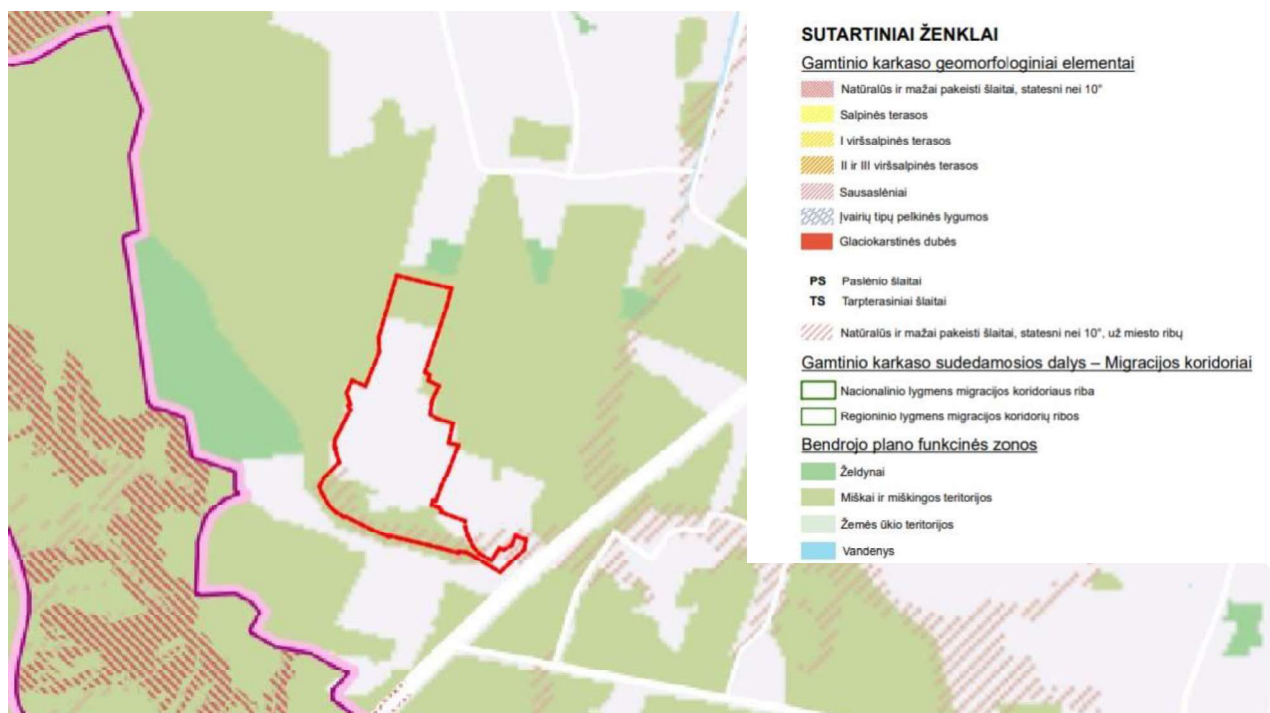 SUTARTINIAI ŽENKLAI
Gamtinio karkaso geomorfologiniai elementai
Natūralūs ir mažai pakeisti šlaitai, statesni nei 10°
Salpinės terasos
I viršsalpinės terasos
II ir III viršsalpinės terasos
Sausaslėniai
Įvairių tipų pelkinės lygumos
Glaciokarstinės dubės
PS Paslėnio šlaitai
TS Tarpterasiniai šlaitai
Natūralūs ir mažai pakeisti šlaitai, statesni nei 10°, už miesto ribų
Gamtinio karkaso sudedamosios dalys – Migracijos koridoriai
Nacionalinio lygmens migracijos koridoriaus riba
Regioninio lygmens migracijos koridorių ribos
Bendrojo plano funkcinės zonos
Želdynai
Miškai ir miškingos teritorijos
Žemės ūkio teritorijos
Vandenys